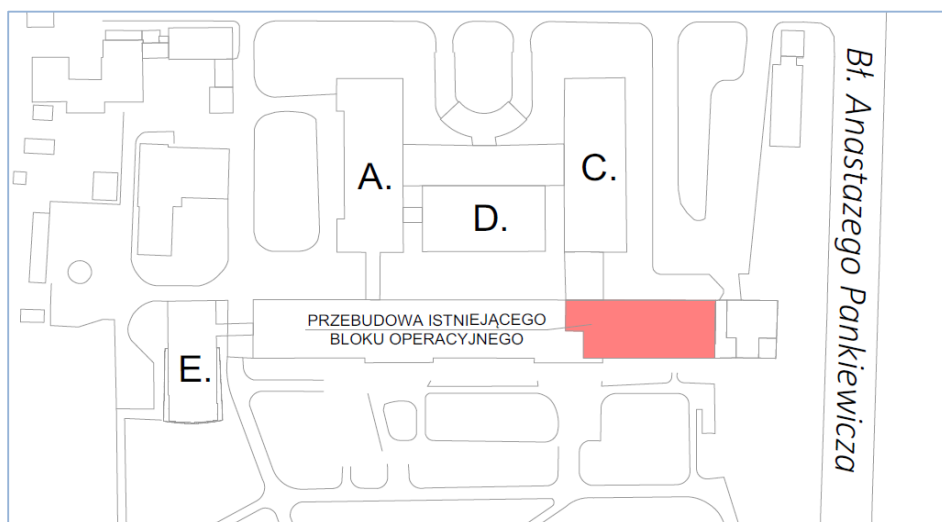 A.
C.
D.
PRZEBUDOWA ISTNIEJĄCEGO
BLOKU OPERACYJNEGO
E.
Bł. Anastazego Pankiewicza